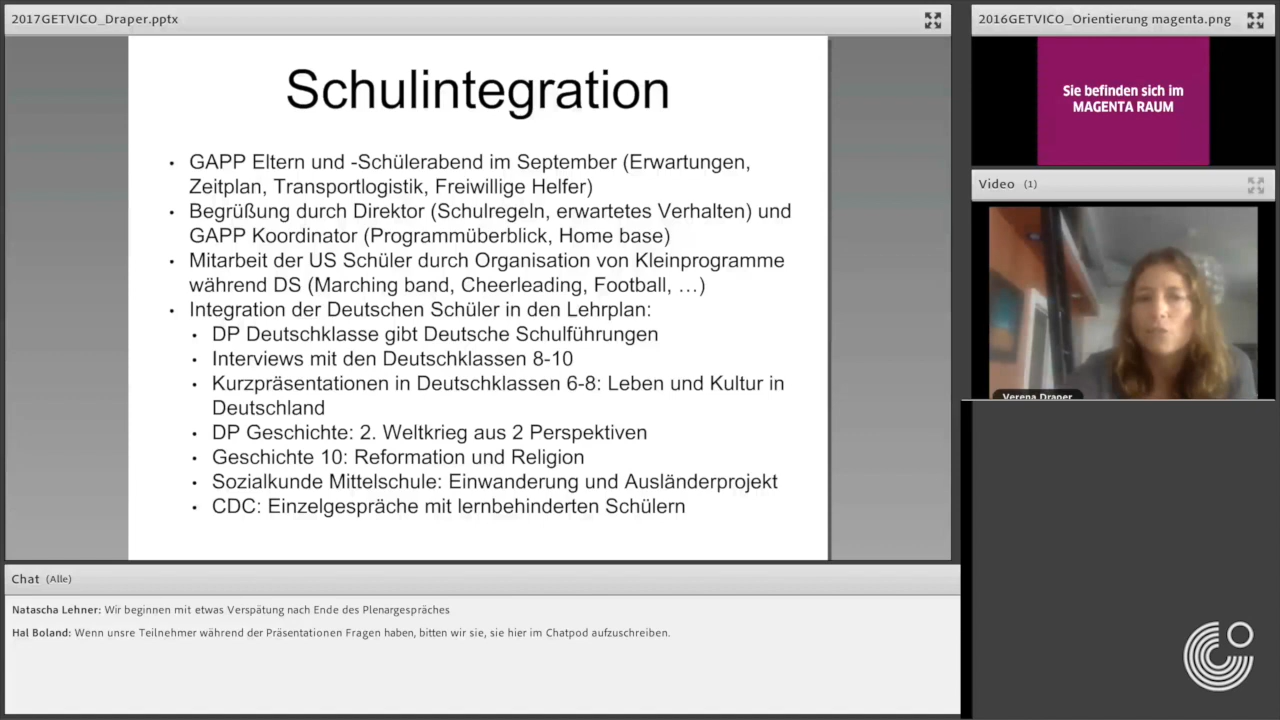 2017GETVICO_Draper.pptx
Schulintegration
• GAPP Eltern und -Schülerabend im September (Erwartungen,
Zeitplan, Transportlogistik, Freiwillige Helfer)
• Begrüßung durch Direktor (Schulregeln, erwartetes Verhalten) und
GAPP Koordinator (Programmüberblick, Home base)
• Mitarbeit der US Schüler durch Organisation von Kleinprogramme
während DS (Marching band, Cheerleading, Football, …)
• Integration der Deutschen Schüler in den Lehrplan:
• DP Deutschklasse gibt Deutsche Schulführungen
• Interviews mit den Deutschklassen 8-10
• Kurzpräsentationen in Deutschklassen 6-8: Leben und Kultur in
Deutschland
• DP Geschichte: 2. Weltkrieg aus 2 Perspektiven
• Geschichte 10: Reformation und Religion
• Sozialkunde Mittelschule: Einwanderung und Ausländerprojekt
• CDC: Einzelgespräche mit lernbehinderten Schülern
2016GETVICO_Orientierung magenta.png
Sie befinden sich im
MAGENTA RAUM
Video (1)
Verena Draper
Chat (Alle)
Natascha Lehner: Wir beginnen mit etwas Verspätung nach Ende des Plenargespräches
Hal Boland: Wenn unsre Teilnehmer während der Präsentationen Fragen haben, bitten wir sie, sie hier im Chatpod aufzuschreiben.